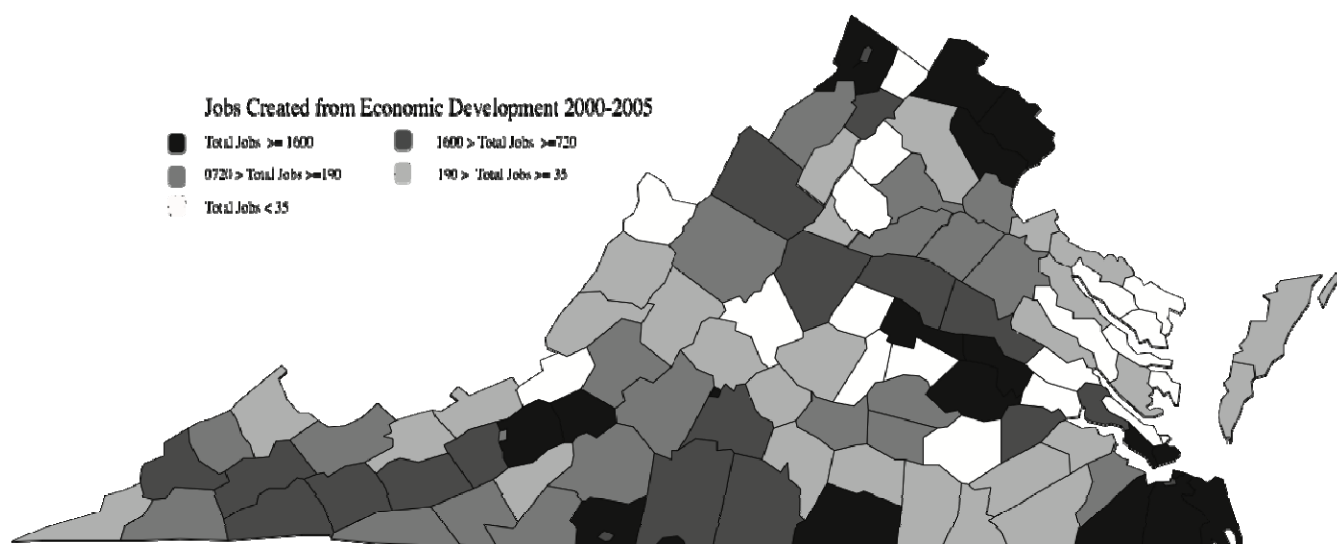 Jobs Created from Economic Development 2000-2005
Total Jobs >= 1600
1600 > Total Jobs >=720
0720 > Total Jobs >=190
190 > Total Jobs >= 35
Total Jobs < 35